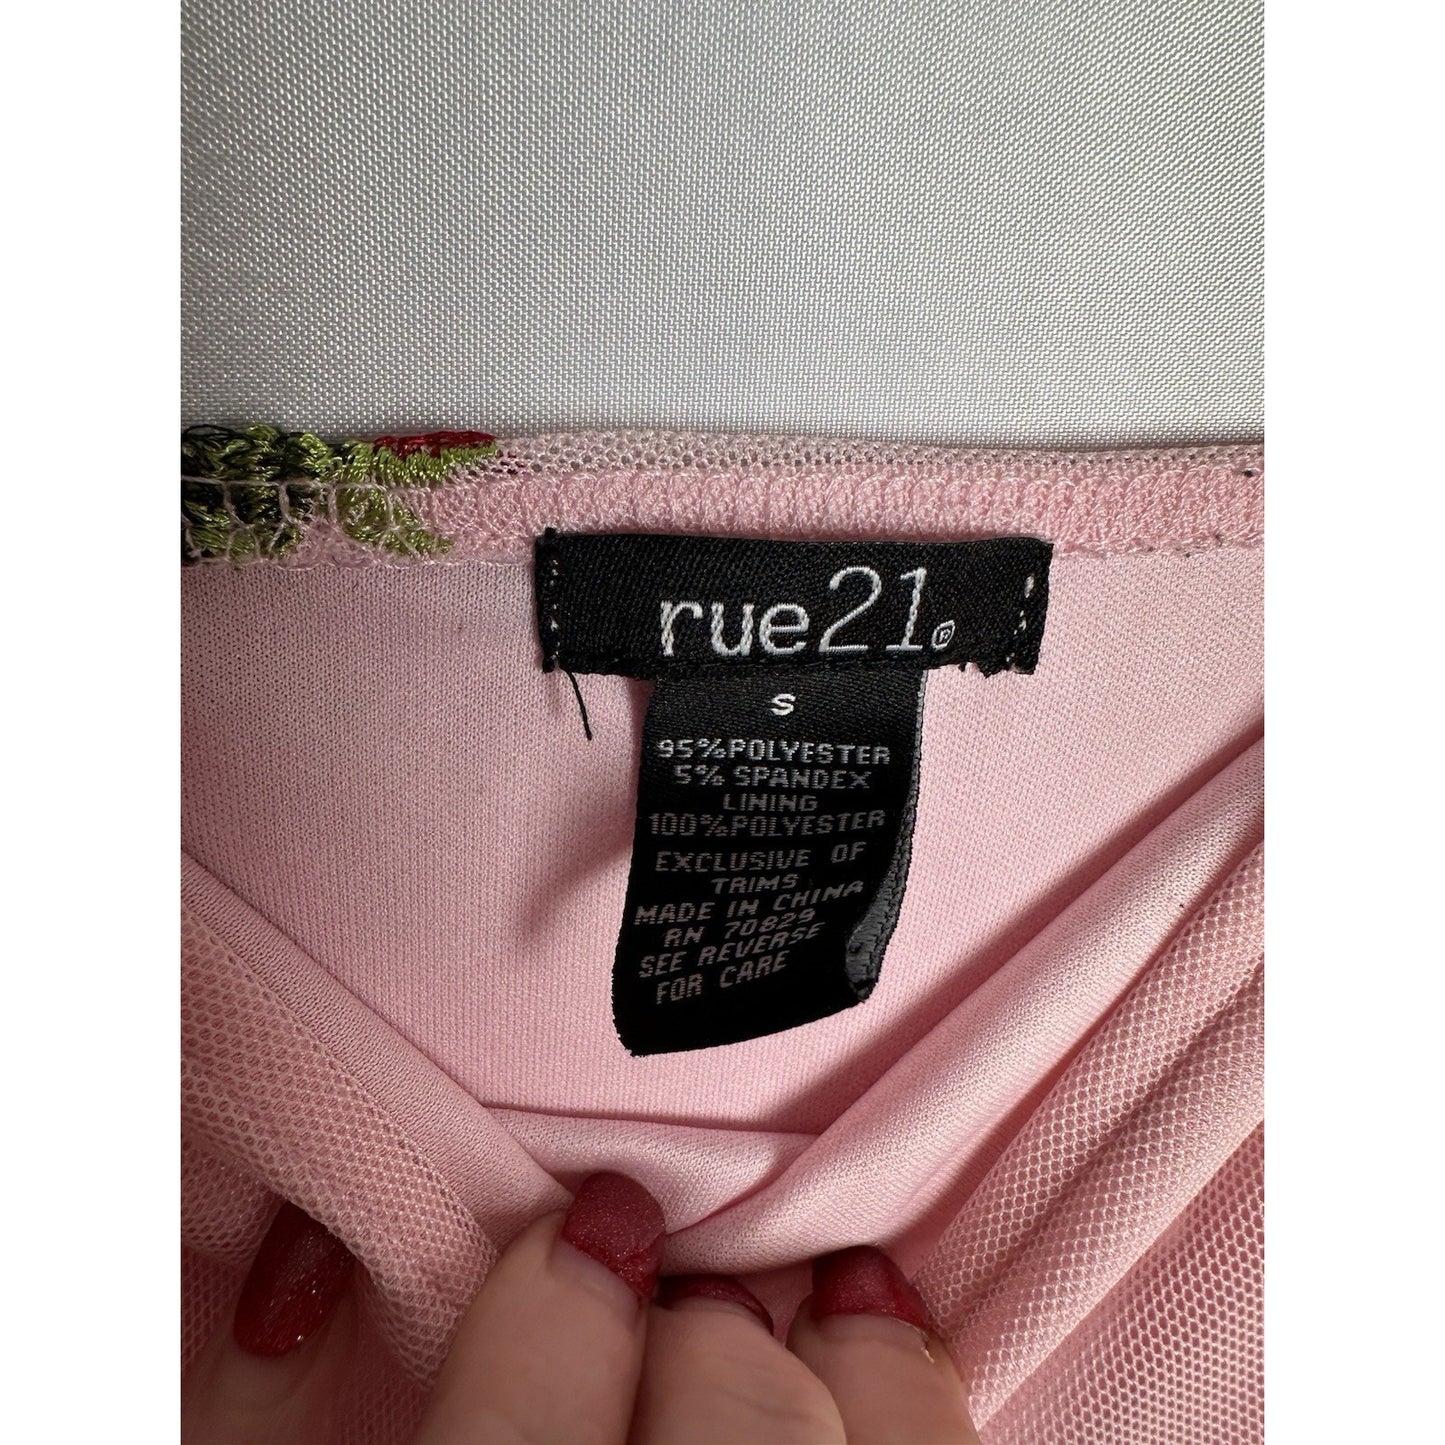 rue21®
S
95%POLYESTER
5% SPANDEX
LINING
100%POLYESTER
EXCLUSIVE OF
TRIMS
MADE IN CHINA
RN 70829
SEE REVERSE
FOR CARE